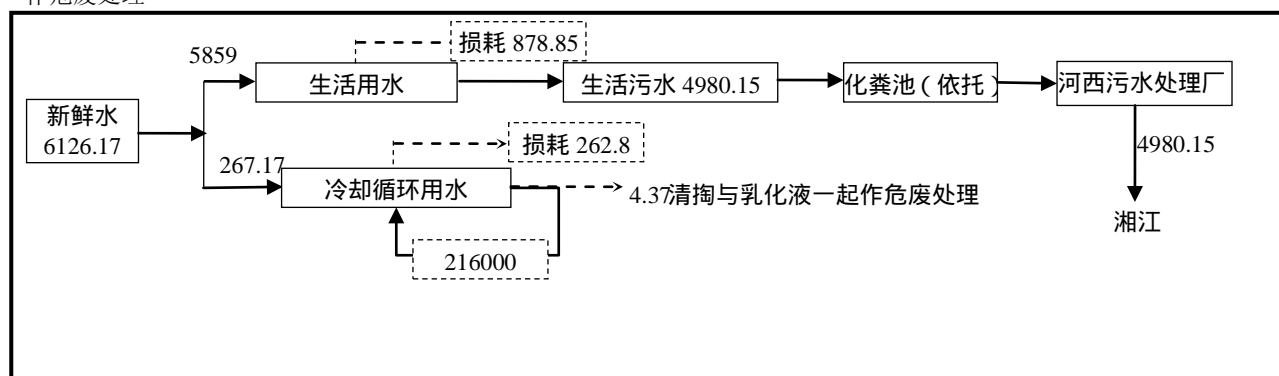 5859
损耗 878.85
生活用水
生活污水 4980.15
化粪池（依托）
河西污水处理厂
新鲜水
6126.17
4980.15
损耗 262.8
267.17
冷却循环用水
4.37清掏与乳化液一起作危废处理
湘江
216000